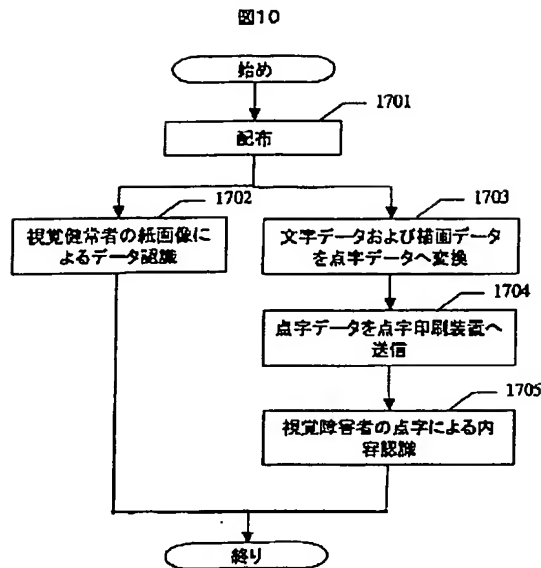 図10
始め
1701
配布
1702
視覚健常者の紙画像に
よるデータ認識
1703
文字データおよび描画データ
を点字データへ変換
1704
点字データを点字印刷装置へ
送信
1705
視覚障害者の点字による内
容認識
終り